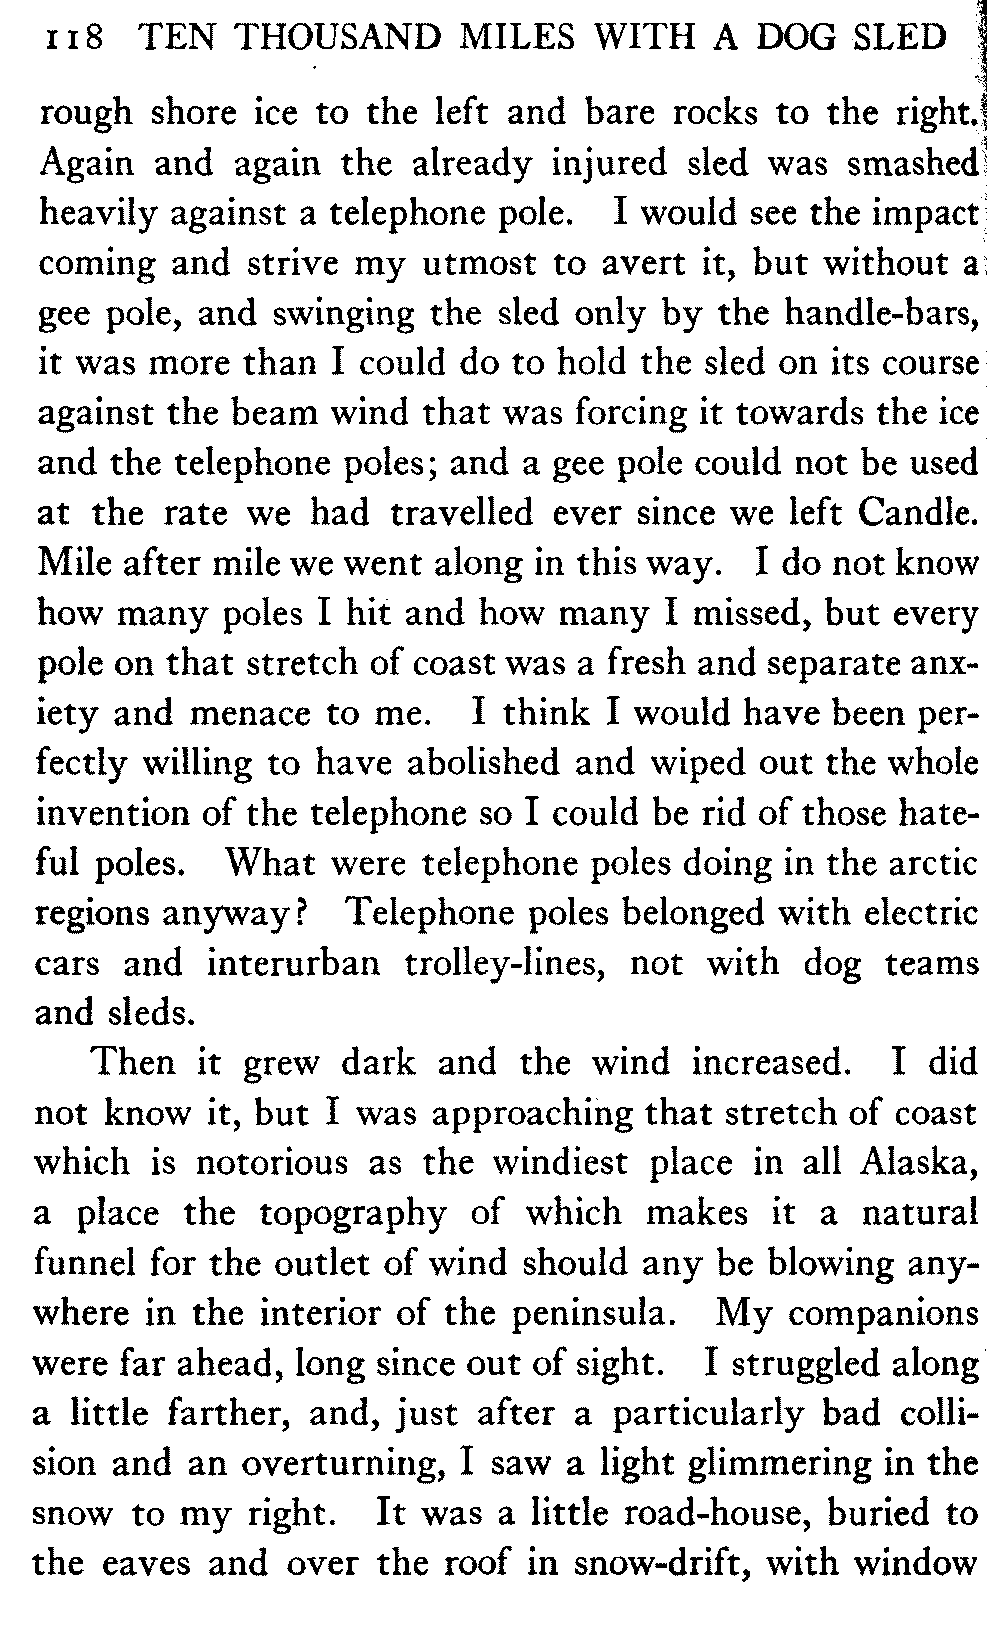 118 TEN THOUSAND MILES WITH A DOG SLED
rough shore ice to the left and bare rocks to the right.
Again and again the already injured sled was smashed
heavily against a telephone pole. I would see the impact
coming and strive my utmost to avert it, but without a
gee pole, and swinging the sled only by the handle-bars,
it was more than I could do to hold the sled on its course
against the beam wind that was forcing it towards the ice
and the telephone poles; and a gee pole could not be used
at the rate we had travelled ever since we left Candle.
Mile after mile we went along in this way. I do not know
how many poles I hit and how many I missed, but every
pole on that stretch of coast was a fresh and separate anx-
iety and menace to me. I think I would have been per-
fectly willing to have abolished and wiped out the whole
invention of the telephone so I could be rid of those hate-
ful poles. What were telephone poles doing in the arctic
regions anyway? Telephone poles belonged with electric
cars and interurban trolley-lines, not with dog teams
and sleds.
Then it grew dark and the wind increased. I did
not know it, but I was approaching that stretch of coast
which is notorious as the windiest place in all Alaska,
a place the topography of which makes it a natural
funnel for the outlet of wind should any be blowing any-
where in the interior of the peninsula. My companions
were far ahead, long since out of sight. I struggled along
a little farther, and, just after a particularly bad colli-
sion and an overturning, I saw a light glimmering in the
snow to my right. It was a little road-house, buried to
the eaves and over the roof in snow-drift, with window